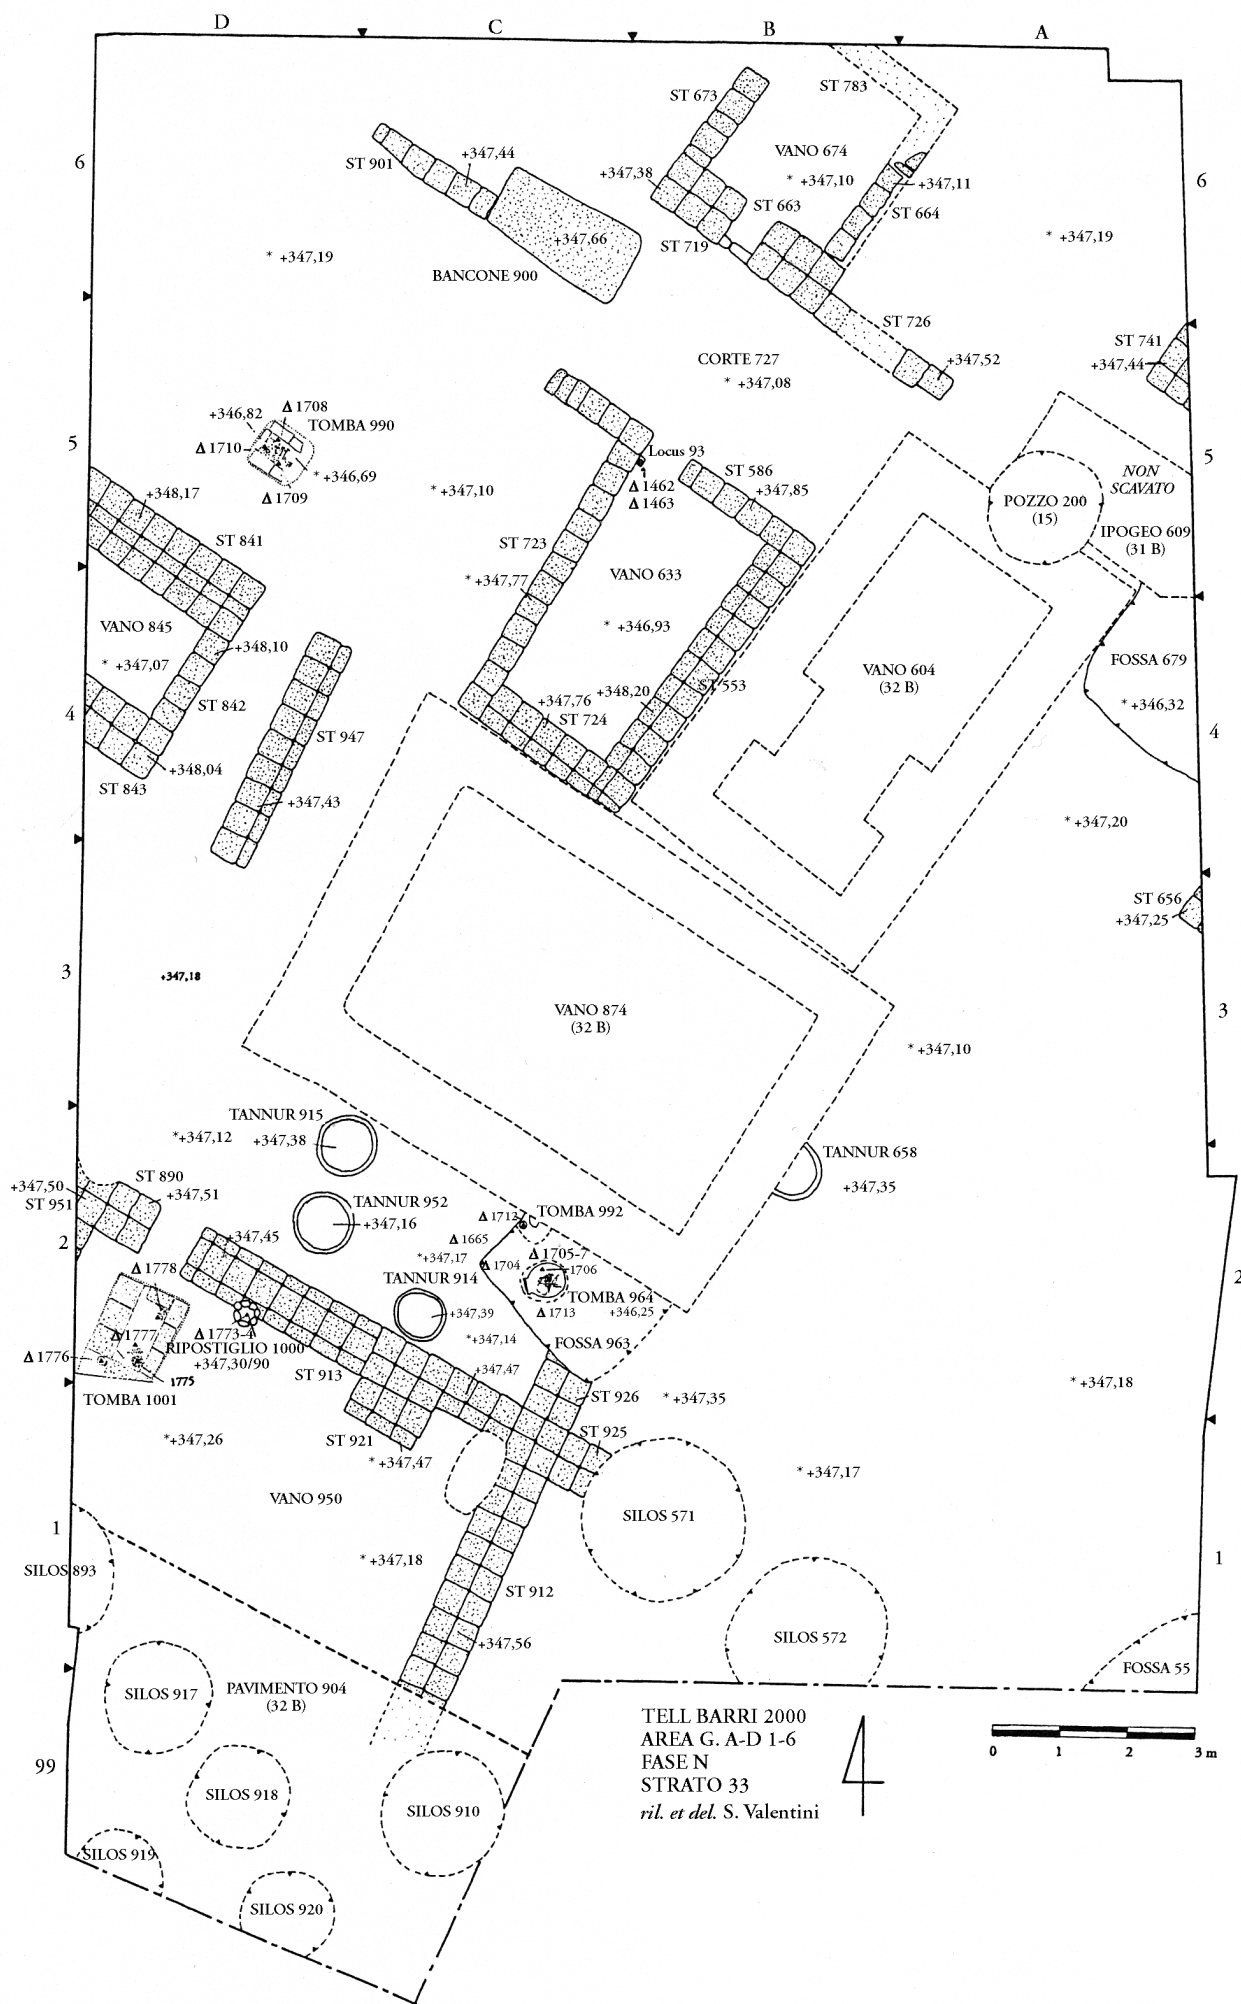 D
C
B
A
6
ST 673
ST 783
ST 901
+347,44
VANO 674
* +347,10
+347,38
+347,11
6
ST 663
ST 664
+347,66
ST 719
* +347,19
* +347,19
BANCONE 900
ST 726
ST 741
+347,44
CORTE 727
* +347,08
+347,52
5
+346,82
Δ 1708
TOMBA 990
Δ 1710
* +346,69
Δ 1709
Locus 93
Δ 1462
Δ 1463
ST 586
+347,85
NON
SCAVATO
5
POZZO 200
(15)
IPOGEO 609
(31 B)
+348,17
* +347,10
ST 841
ST 723
* +347,77
VANO 633
* +346,93
VANO 845
* +347,07
+348,10
ST 842
+347,76
+348,20
ST 724
ST 553
VANO 604
(32 B)
FOSSA 679
* +346,32
4
ST 947
4
+348,04
ST 843
+347,43
* +347,20
ST 656
+347,25
3
+347,18
VANO 874
(32 B)
3
* +347,10
TANNUR 915
*+347,12
+347,38
TANNUR 658
+347,35
+347,50
ST 951
ST 890
+347,51
TANNUR 952
+347,16
Δ 1712
TOMBA 992
2
+347,45
Δ 1665
*+347,17
Δ 1704
Δ 1705-7
1706
Δ 1778
TANNUR 914
TOMBA 964
2
Δ 1713
+346,25
+347,39
Δ 1777
Δ 1773-4
*+347,14
FOSSA 963
RIPOSTIGLIO 1000
+347,30/90
Δ 1776
1775
ST 913
+347,47
TOMBA 1001
ST 926
* +347,35
* +347,18
*+347,26
ST 921
ST 925
* +347,47
* +347,17
VANO 950
SILOS 571
1
* +347,18
1
SILOS 893
ST 912
SILOS 572
+347,56
FOSSA 55
SILOS 917
PAVIMENTO 904
(32 B)
TELL BARRI 2000
AREA G. A-D 1-6
FASE N
STRATO 33
ril. et del. S. Valentini
0 1 2 3 m
99
SILOS 918
SILOS 910
SILOS 919
SILOS 920